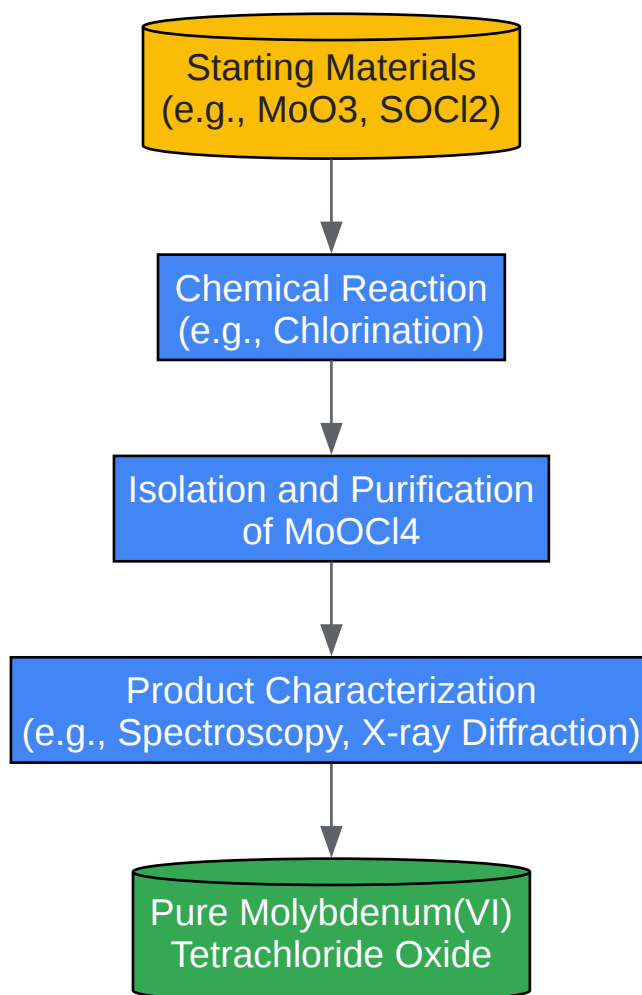 Starting Materials
(e.g., MoO3, SOCl2)
Chemical Reaction
(e.g., Chlorination)
Isolation and Purification
of MoOCl4
Product Characterization
(e.g., Spectroscopy, X-ray Diffraction)
Pure Molybdenum(VI)
Tetrachloride Oxide